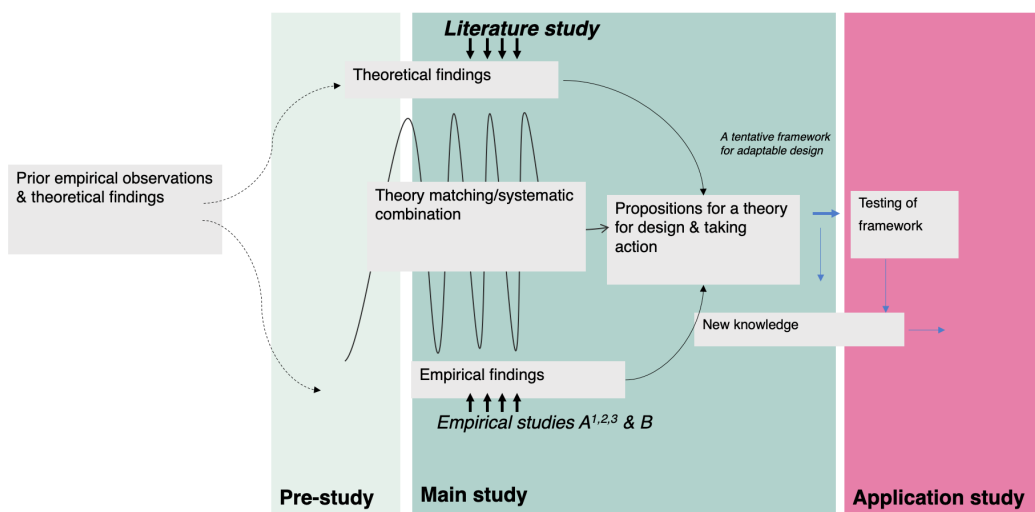 Literature study
Theoretical findings
A tentative framework
for adaptable design
Prior empirical observations
& theoretical findings
Theory matching/systematic
combination
Propositions for a theory
for design & taking
action
Testing of
framework
New knowledge
Empirical findings
Empirical studies A1,2,3 & B
Pre-study
Main study
Application study